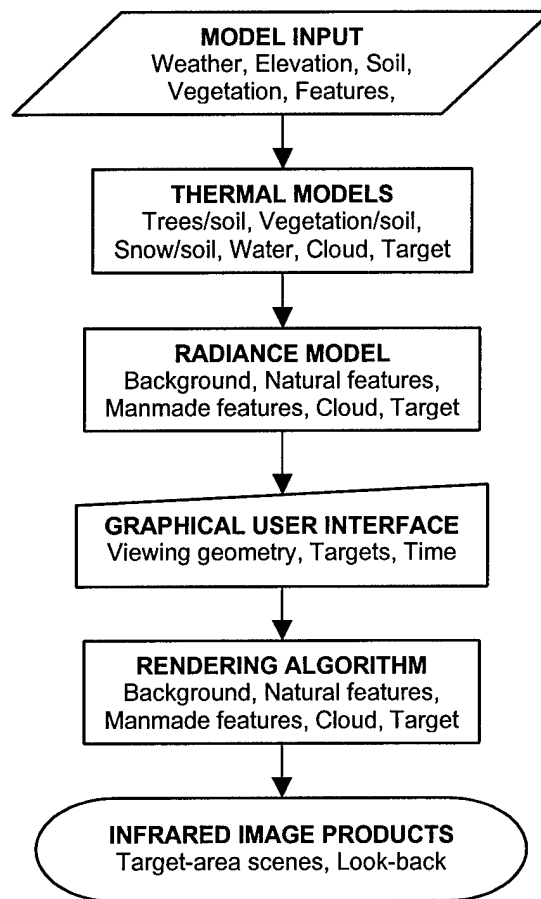 MODEL INPUT
Weather, Elevation, Soil,
Vegetation, Features,
THERMAL MODELS
Trees/soil, Vegetation/soil,
Snow/soil, Water, Cloud, Target
RADIANCE MODEL
Background, Natural features,
Manmade features, Cloud, Target
GRAPHICAL USER INTERFACE
Viewing geometry, Targets, Time
RENDERING ALGORITHM
Background, Natural features,
Manmade features, Cloud, Target
INFRARED IMAGE PRODUCTS
Target-area scenes, Look-back